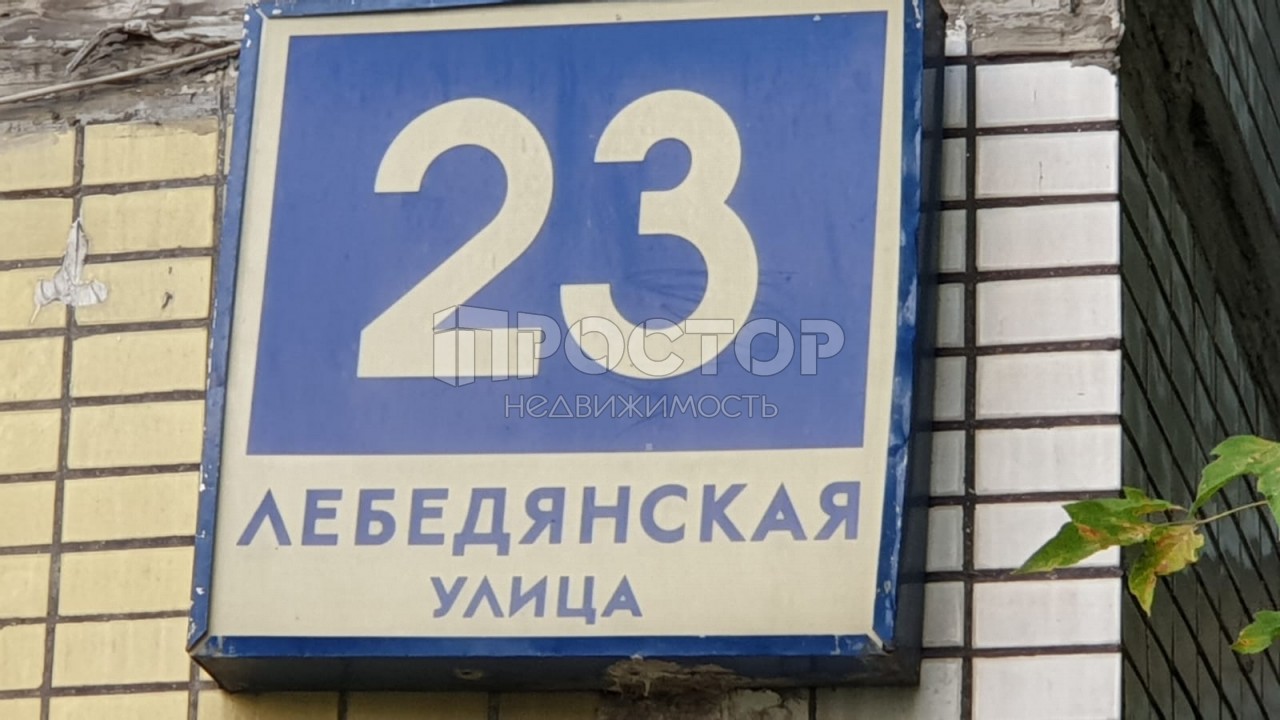 23
ПРОСТОР
НЕДВИЖИМОСТЬ
ЛЕБЕДЯНСКАЯ
УЛИЦА